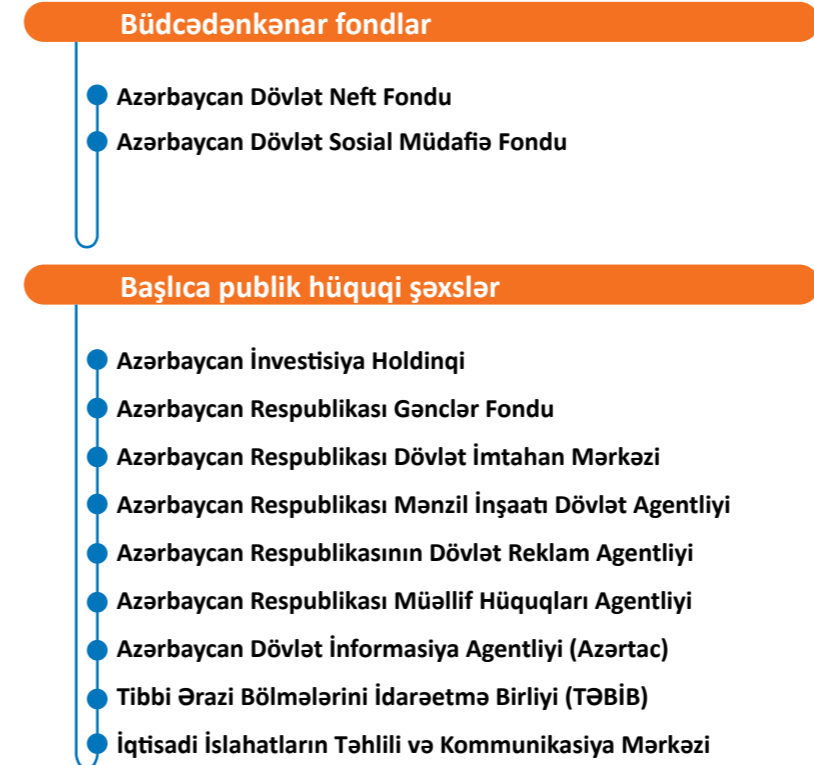 Büdcədənkənar fondlar
Azərbaycan Dövlət Neft Fondu
Azərbaycan Dövlət Sosial Müdafiə Fondu
Başlıca publik hüquqi şəxslər
Azərbaycan İnvestisiya Holdinqi
Azərbaycan Respublikası Gənclər Fondu
Azərbaycan Respublikası Dövlət İmtahan Mərkəzi
Azərbaycan Respublikası Mənzil İnşaatı Dövlət Agentliyi
Azərbaycan Respublikasının Dövlət Reklam Agentliyi
Azərbaycan Respublikası Müəllif Hüquqları Agentliyi
Azərbaycan Dövlət İnformasiya Agentliyi (Azərtac)
Tibbi Ərazi Bölmələrini İdarəetmə Birliyi (TƏBİB)
İqtisadi İslahatların Təhlili və Kommunikasiya Mərkəzi